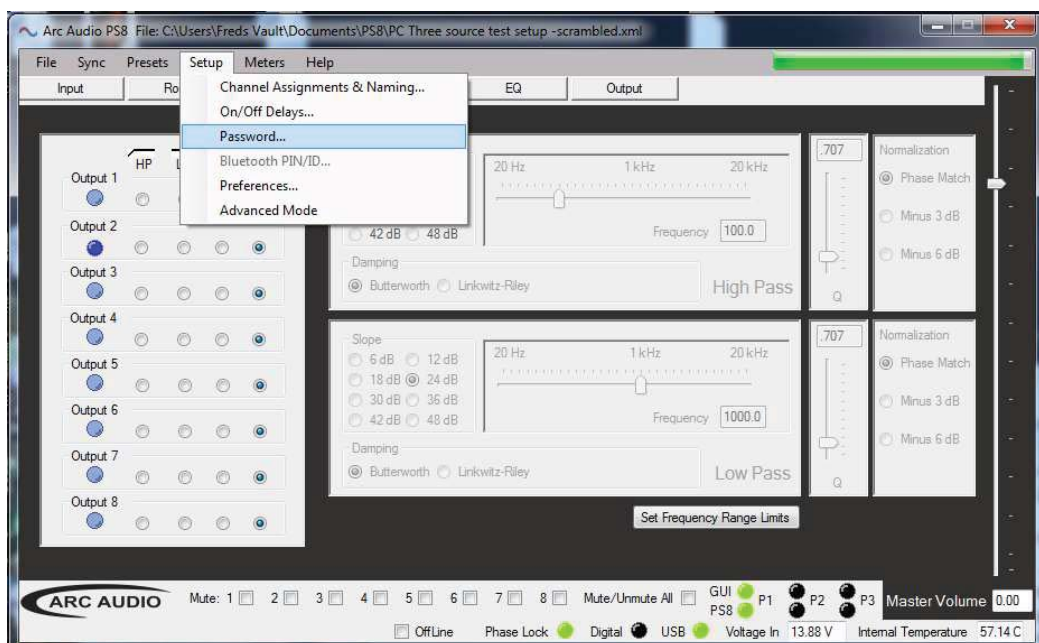 Arc Audio PS8 File: C:\Users\Freds Vault\Documents\PS8\PC Three source test setup -scrambled.xml
File Sync Presets Setup Meters Help
Input Ro EQ Output
Channel Assignments & Naming...
On/Off Delays...
Password...
Bluetooth PIN/ID...
Preferences...
Advanced Mode
HP L
Output 1
Output 2
Output 3
Output 4
Output 5
Output 6
Output 7
Output 8
42 dB 48 dB
20 Hz 1 kHz 20 kHz
Frequency 100.0
Damping
Butterworth Linkwitz-Riley
High Pass
.707
Q
Normalization
Phase Match
Minus 3 dB
Minus 6 dB
Slope
6 dB 12 dB
18 dB 24 dB
30 dB 36 dB
42 dB 48 dB
20 Hz 1 kHz 20 kHz
Frequency 1000.0
Damping
Butterworth Linkwitz-Riley
Low Pass
.707
Q
Normalization
Phase Match
Minus 3 dB
Minus 6 dB
Set Frequency Range Limits
ARC AUDIO
Mute: 1 2 3 4 5 6 7 8 Mute/Unmute All
GUI
PS8
P1 P2 P3
Master Volume 0.00
OffLine Phase Lock Digital USB Voltage In 13.88 V Internal Temperature 57.14 C